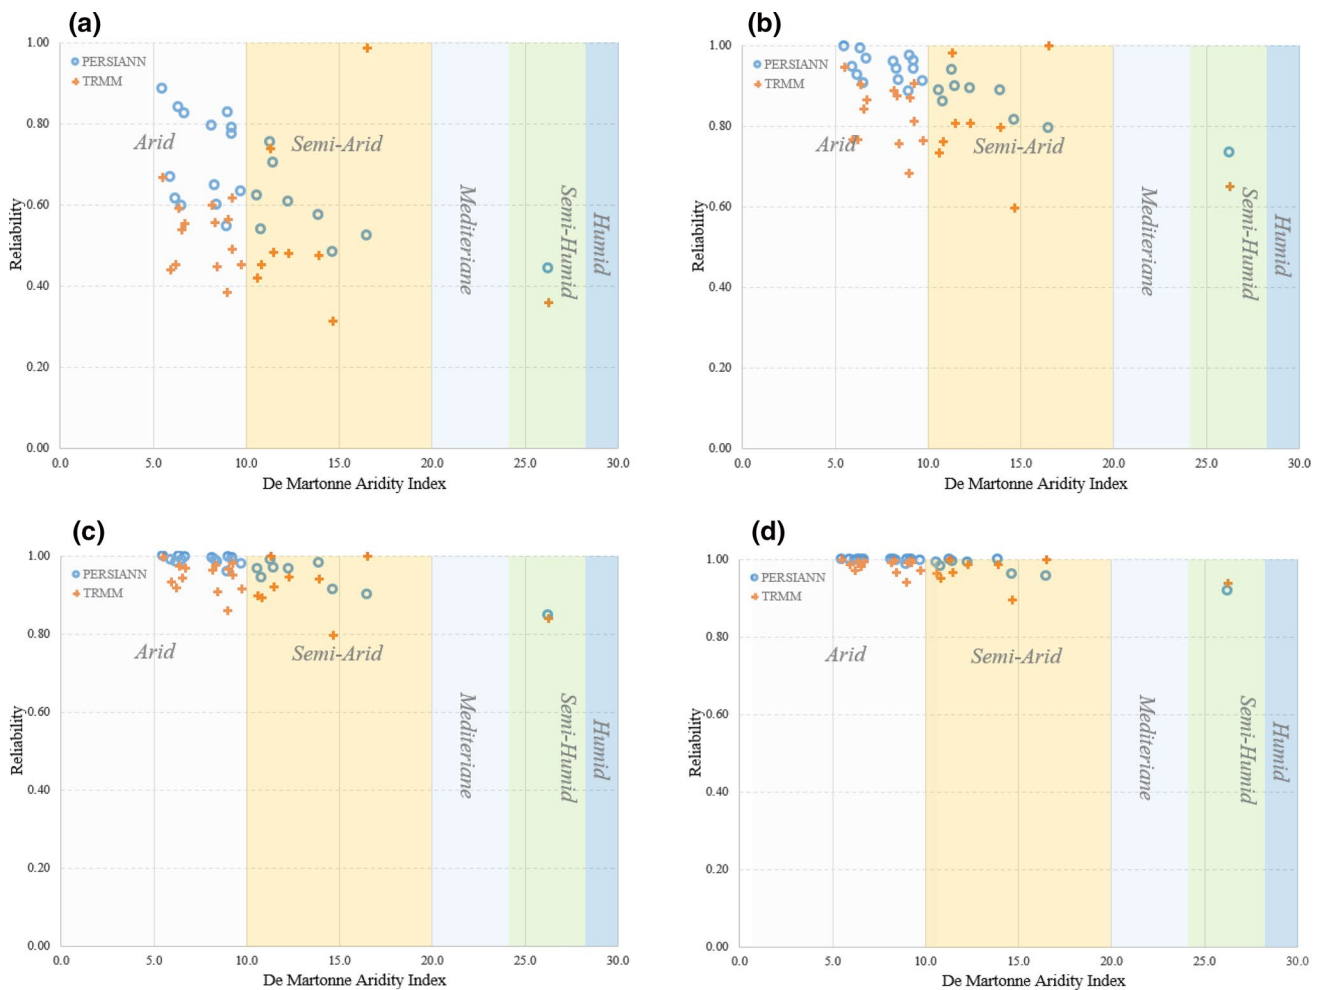 (a)
1.00
PERSIANN
TRMM
0.80
Arid
Semi-Arid
0.60
Mediteriane
Semi-Humid
Humid
Reliability
0.40
0.20
0.00
0.0 5.0 10.0 15.0 20.0 25.0 30.0
De Martonne Aridity Index
(b)
1.00
PERSIANN
TRMM
0.80
Arid
Semi-Arid
0.60
Mediteriane
Semi-Humid
Humid
Reliability
0.40
0.20
0.00
0.0 5.0 10.0 15.0 20.0 25.0 30.0
De Martonne Aridity Index
(c)
1.00
PERSIANN
TRMM
0.80
Arid
Semi-Arid
0.60
Mediteriane
Semi-Humid
Humid
Reliability
0.40
0.20
0.00
0.0 5.0 10.0 15.0 20.0 25.0 30.0
De Martonne Aridity Index
(d)
1.00
PERSIANN
TRMM
0.80
Arid
Semi-Arid
0.60
Mediteriane
Semi-Humid
Humid
Reliability
0.40
0.20
0.00
0.0 5.0 10.0 15.0 20.0 25.0 30.0
De Martonne Aridity Index